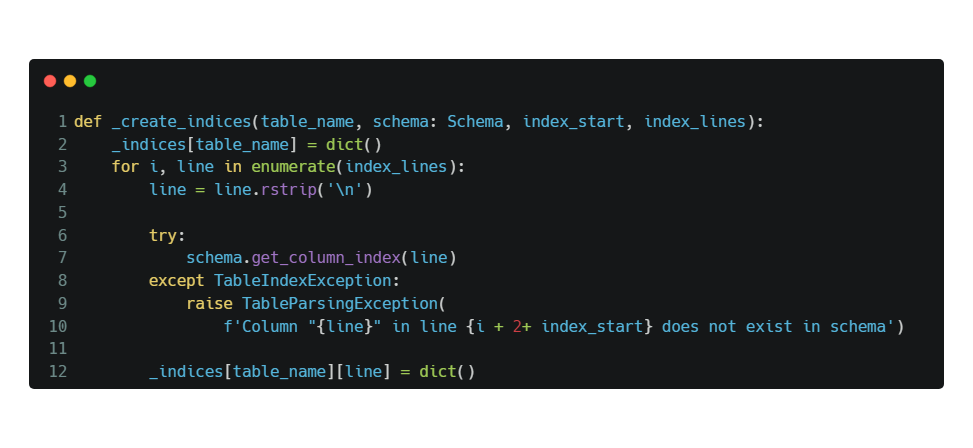 1 def _create_indices(table_name, schema: Schema, index_start, index_lines):
2     _indices[table_name] = dict()
3     for i, line in enumerate(index_lines):
4         line = line.rstrip('\n')
5
6         try:
7             schema.get_column_index(line)
8         except TableIndexException:
9             raise TableParsingException(
10                 f'Column "{line}" in line {i + 2+ index_start} does not exist in schema')
11
12         _indices[table_name][line] = dict()